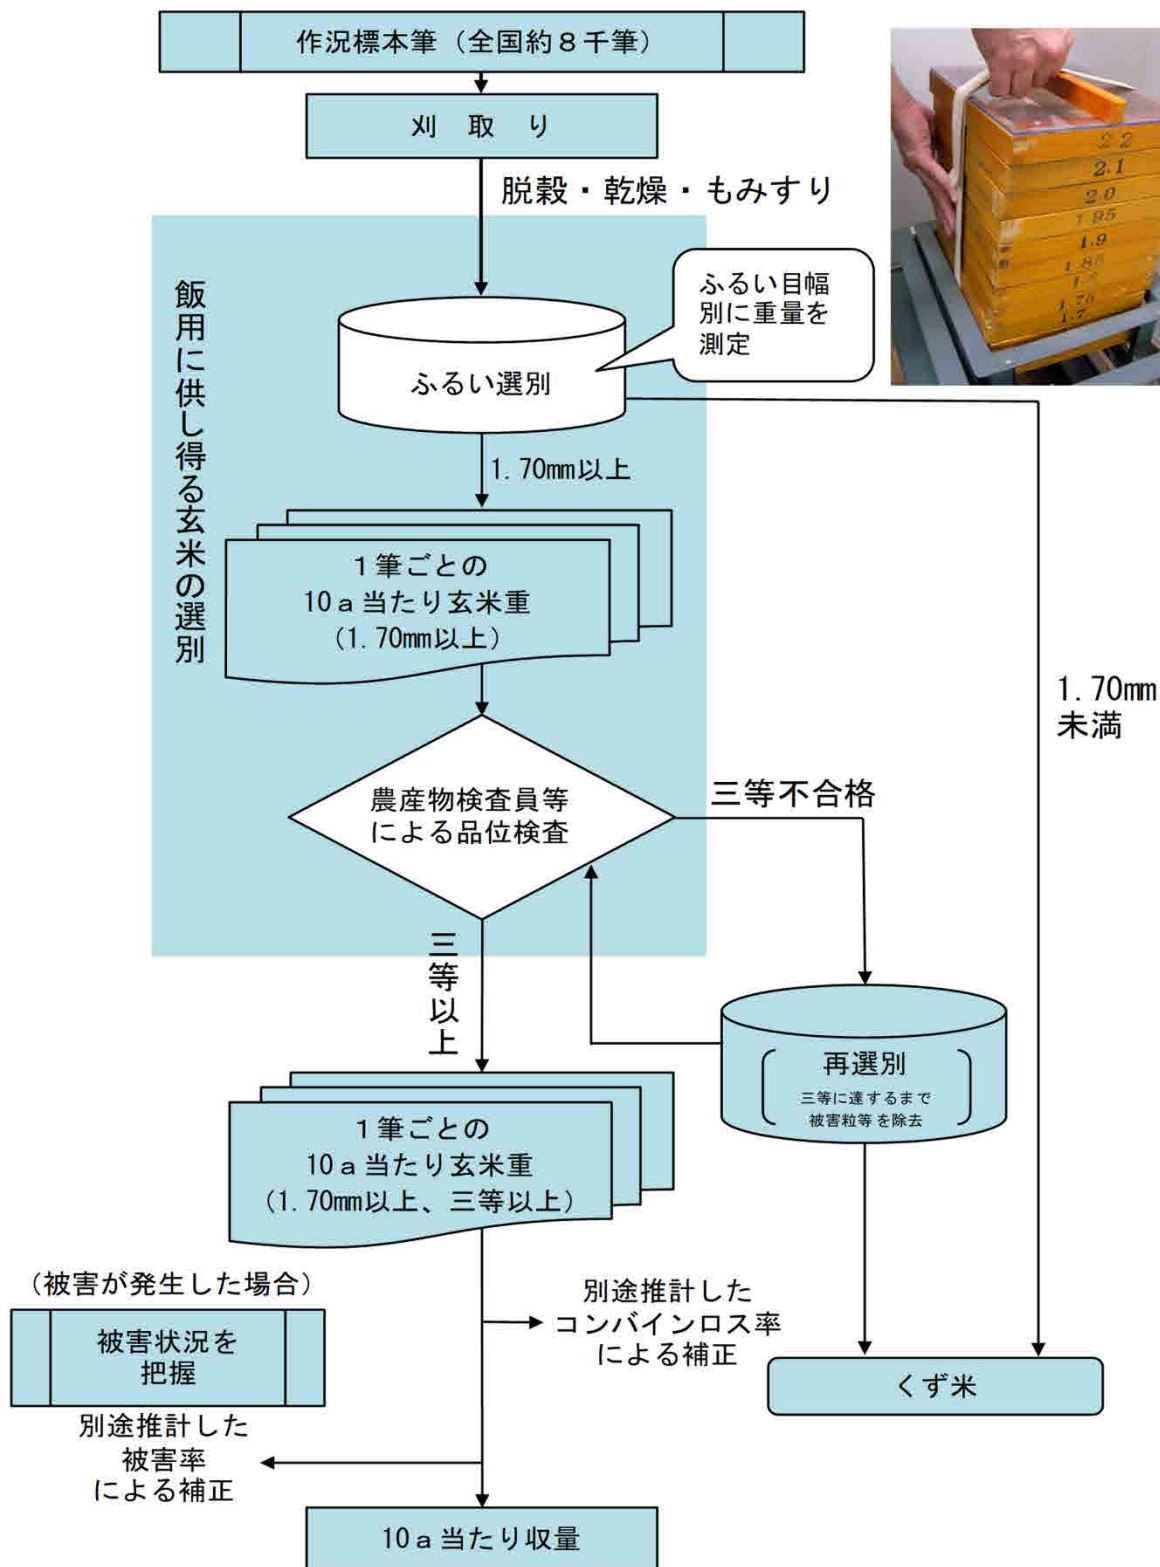 作況標本筆（全国約８千筆）
刈　取　り
脱穀・乾燥・もみすり
飯用に供し得る玄米の選別
ふるい目幅
別に重量を
測定
ふるい選別
2 2
2.1
2 0
1 95
1.9
1.85
1.75
1.7
1.70mm以上
１筆ごとの
10ａ当たり玄米重
（1.70mm以上）
1.70mm
未満
農産物検査員等
による品位検査
三等不合格
三等以上
再選別
三等に達するまで
被害粒等を除去
１筆ごとの
10ａ当たり玄米重
（1.70mm以上、三等以上）
（被害が発生した場合）
被害状況を
把握
別途推計した
コンバインロス率
による補正
くず米
別途推計した
被害率
による補正
10ａ当たり収量